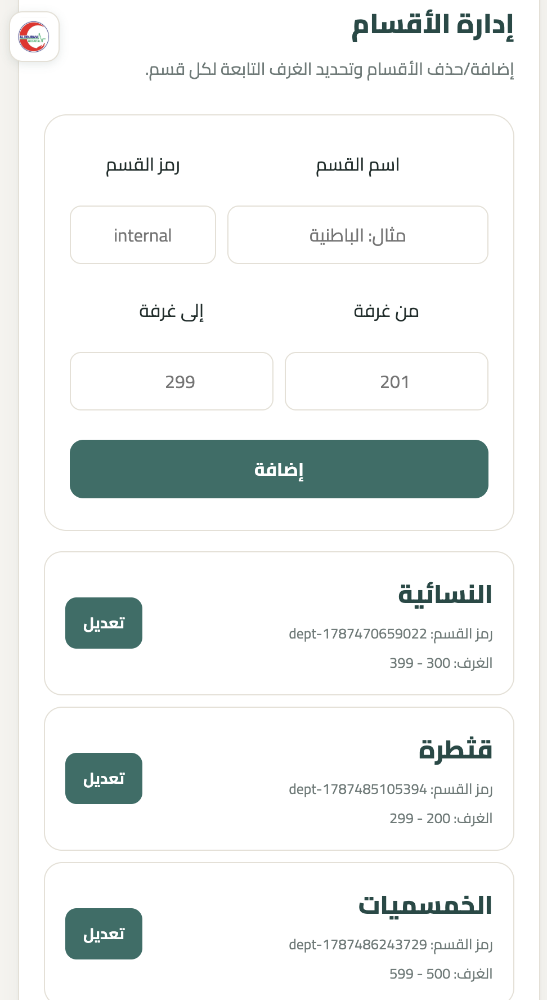 AL HOURANI
HOSPITAL
إدارة الأقسام
إضافة/حذف الأقسام وتحديد الغرف التابعة لكل قسم.
اسم القسم
رمز القسم
مثال: الباطنية
internal
من غرفة
إلى غرفة
201
299
إضافة
النسائية
رمز القسم: dept-1787470659022
الغرف: 300 - 399
تعديل
قثطرة
رمز القسم: dept-1787485105394
الغرف: 200 - 299
تعديل
الخمسميات
رمز القسم: dept-1787486243729
الغرف: 500 - 599
تعديل